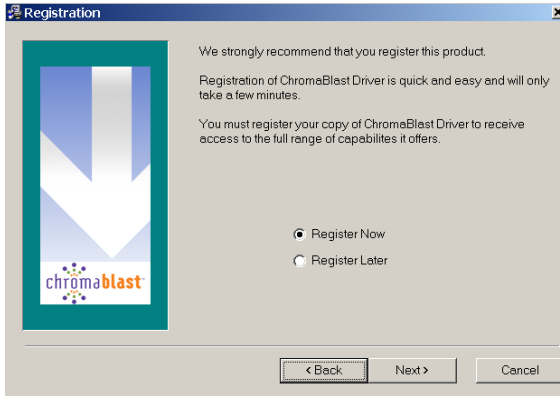 Registration
We strongly recommend that you register this product.
Registration of ChromaBlast Driver is quick and easy and will only
take a few minutes.
You must register your copy of ChromaBlast Driver to receive
access to the full range of capabilites it offers.
Register Now
Register Later
chromablast
< Back
Next >
Cancel